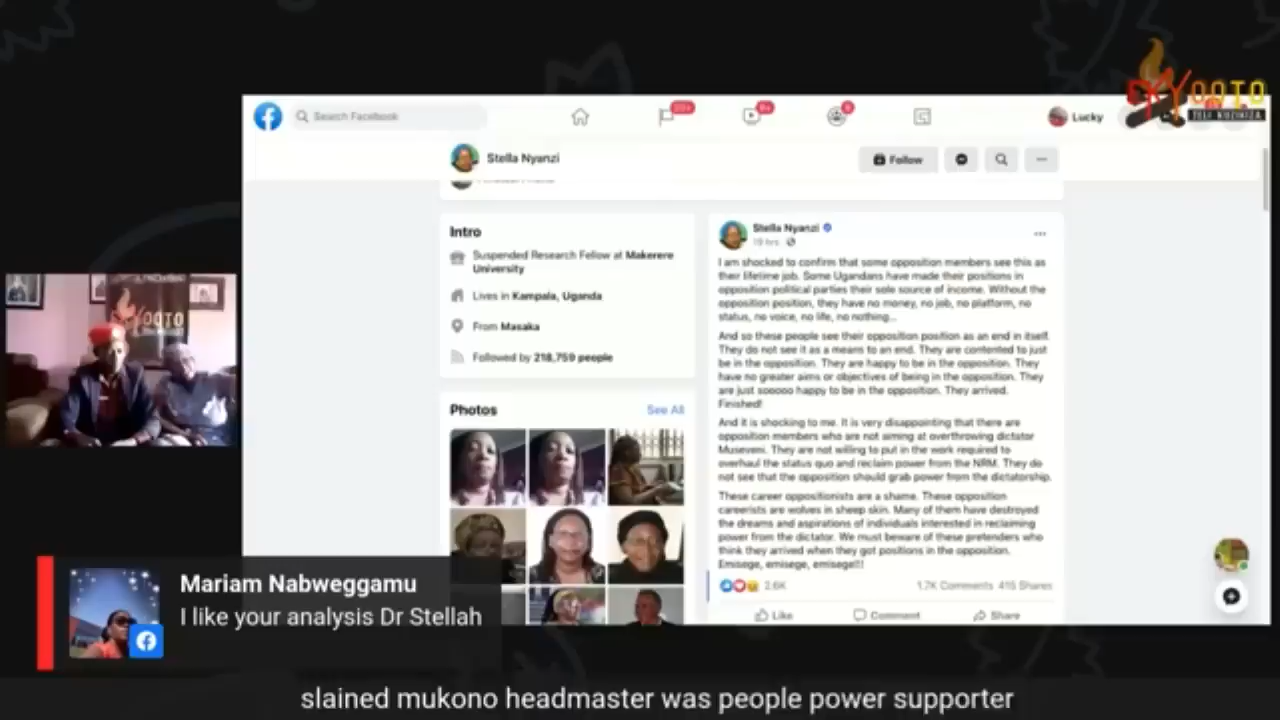 Search Facebook
20+
9+
6
Lucky
KYOOTO
Stella Nyanzi
Follow
Intro
Suspended Research Fellow at Makerere
University
Lives in Kampala, Uganda
From Masaka
Followed by 218,759 people
Photos
See All
Stella Nyanzi
19 hrs
I am shocked to confirm that some opposition members see this as
their lifetime job. Some Ugandans have made their positions in
opposition political parties their sole source of income. Without the
opposition position, they have no money, no job, no platform, no
status, no voice, no life, no nothing...
And so these people see their opposition position as an end in itself.
They do not see it as a means to an end. They are contented to just
be in the opposition. They are happy to be in the opposition. They
have no greater aims or objectives of being in the opposition. They
are just sooooo happy to be in the opposition. They arrived.
Finished!
And it is shocking to me. It is very disappointing that there are
opposition members who are not aiming at overthrowing dictator
Museveni. They are not willing to put in the work required to
overhaul the status quo and reclaim power from the NRM. They do
not see that the opposition should grab power from the dictatorship.
These career oppositionists are a shame. These opposition
careerists are wolves in sheep skin. Many of them have destroyed
the dreams and aspirations of individuals interested in reclaiming
power from the dictator. We must beware of these pretenders who
think they arrived when they got positions in the opposition.
Emisege, emisege, emisege!!!
2.6K
1.7K Comments 415 Shares
Like
Comment
Share
Mariam Nabweggamu
I like your analysis Dr Stellah
slained mukono headmaster was people power supporter